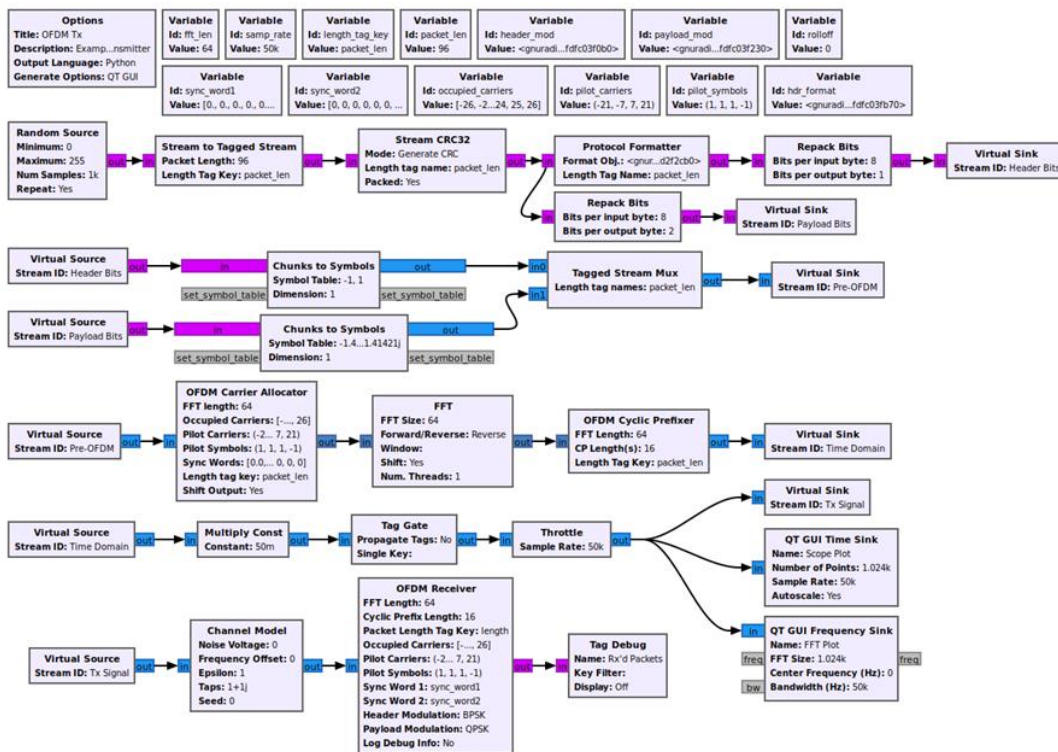 Options
Title: OFDM Tx
Description: Examp...nsmitter
Output Language: Python
Generate Options: QT GUI
Variable
Id: fft_len
Value: 64
Variable
Id: samp_rate
Value: 50k
Variable
Id: length_tag_key
Value: packet_len
Variable
Id: packet_len
Value: 96
Variable
Id: header_mod
Value: <gnuradi...fdfc03f0b0>
Variable
Id: payload_mod
Value: <gnuradi...fdfc03f230>
Variable
Id: rolloff
Value: 0
Variable
Id: sync_word1
Value: [0., 0., 0., 0., 0....
Variable
Id: sync_word2
Value: [0, 0, 0, 0, 0, 0, ...
Variable
Id: occupied_carriers
Value: [-26, -2...24, 25, 26]
Variable
Id: pilot_carriers
Value: (-21, -7, 7, 21)
Variable
Id: pilot_symbols
Value: (1, 1, 1, -1)
Variable
Id: hdr_format
Value: <gnuradi...fdfc03fb70>
Random Source
Minimum: 0
Maximum: 255
Num Samples: 1k
Repeat: Yes
out
in
Stream to Tagged Stream
Packet Length: 96
Length Tag Key: packet_len
out
in
Stream CRC32
Mode: Generate CRC
Length tag name: packet_len
Packed: Yes
out
in
Protocol Formatter
Format Obj.: <gnur...d2f2cb0>
Length Tag Name: packet_len
out
in
Repack Bits
Bits per input byte: 8
Bits per output byte: 1
out
in
Virtual Sink
Stream ID: Header Bits
in
Repack Bits
Bits per input byte: 8
Bits per output byte: 2
out
in
Virtual Sink
Stream ID: Payload Bits
Virtual Source
Stream ID: Header Bits
out
in
set_symbol_table
Chunks to Symbols
Symbol Table: -1, 1
Dimension: 1
out
set_symbol_table
in0
in1
Tagged Stream Mux
Length tag names: packet_len
out
in
Virtual Sink
Stream ID: Pre-OFDM
Virtual Source
Stream ID: Payload Bits
out
in
set_symbol_table
Chunks to Symbols
Symbol Table: -1.4...1.41421j
Dimension: 1
out
set_symbol_table
Virtual Source
Stream ID: Pre-OFDM
out
in
OFDM Carrier Allocator
FFT length: 64
Occupied Carriers: [-..., 26]
Pilot Carriers: (-2... 7, 21)
Pilot Symbols: (1, 1, 1, -1)
Sync Words: [0.0,... 0, 0, 0]
Length tag key: packet_len
Shift Output: Yes
out
in
FFT
FFT Size: 64
Forward/Reverse: Reverse
Window:
Shift: Yes
Num. Threads: 1
out
in
OFDM Cyclic Prefixer
FFT Length: 64
CP Length(s): 16
Length Tag Key: packet_len
out
in
Virtual Sink
Stream ID: Time Domain
Virtual Source
Stream ID: Time Domain
out
in
Multiply Const
Constant: 50m
out
in
Tag Gate
Propagate Tags: No
Single Key:
out
in
Throttle
Sample Rate: 50k
out
in
Virtual Sink
Stream ID: Tx Signal
in
QT GUI Time Sink
Name: Scope Plot
Number of Points: 1.024k
Sample Rate: 50k
Autoscale: Yes
in
freq
bw
QT GUI Frequency Sink
Name: FFT Plot
FFT Size: 1.024k
Center Frequency (Hz): 0
Bandwidth (Hz): 50k
freq
Virtual Source
Stream ID: Tx Signal
out
in
Channel Model
Noise Voltage: 0
Frequency Offset: 0
Epsilon: 1
Taps: 1+1j
Seed: 0
out
in
OFDM Receiver
FFT Length: 64
Cyclic Prefix Length: 16
Packet Length Tag Key: length
Occupied Carriers: [-..., 26]
Pilot Carriers: (-2... 7, 21)
Pilot Symbols: (1, 1, 1, -1)
Sync Word 1: sync_word1
Sync Word 2: sync_word2
Header Modulation: BPSK
Payload Modulation: QPSK
Log Debug Info: No
out
in
Tag Debug
Name: Rx'd Packets
Key Filter:
Display: Off